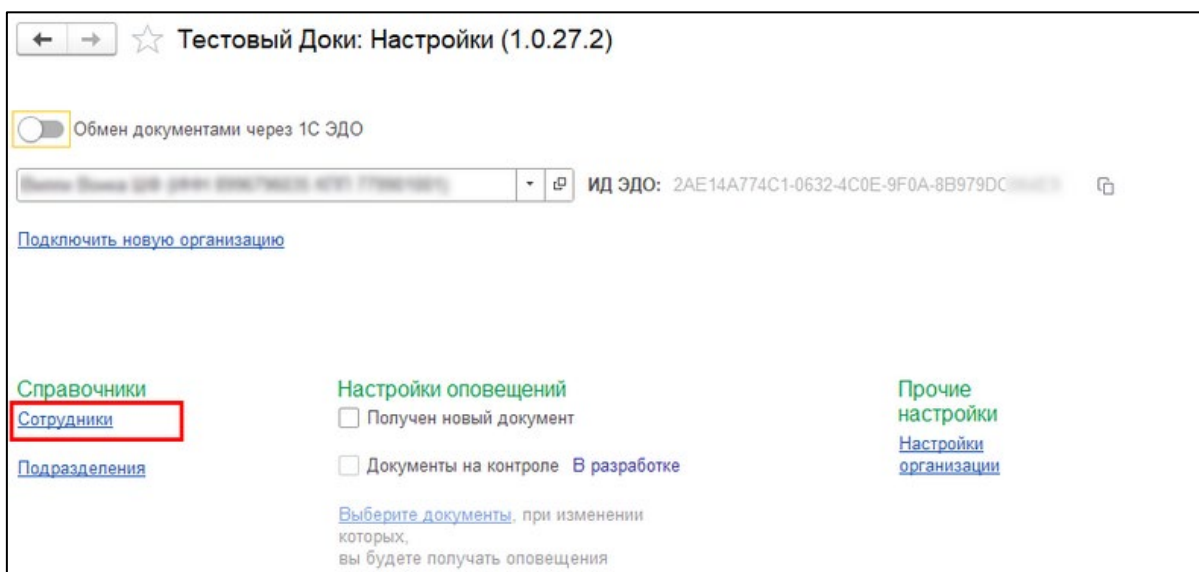 Тестовый Доки: Настройки (1.0.27.2)
Обмен документами через 1С ЭДО
ИД ЭДО: 2AE14A774C1-0632-4C0E-9F0A-8B979DC
Подключить новую организацию
Справочники
Сотрудники
Подразделения
Настройки оповещений
Получен новый документ
Документы на контроле В разработке
Выберите документы, при изменении
которых,
вы будете получать оповещения
Прочие
настройки
Настройки
организации